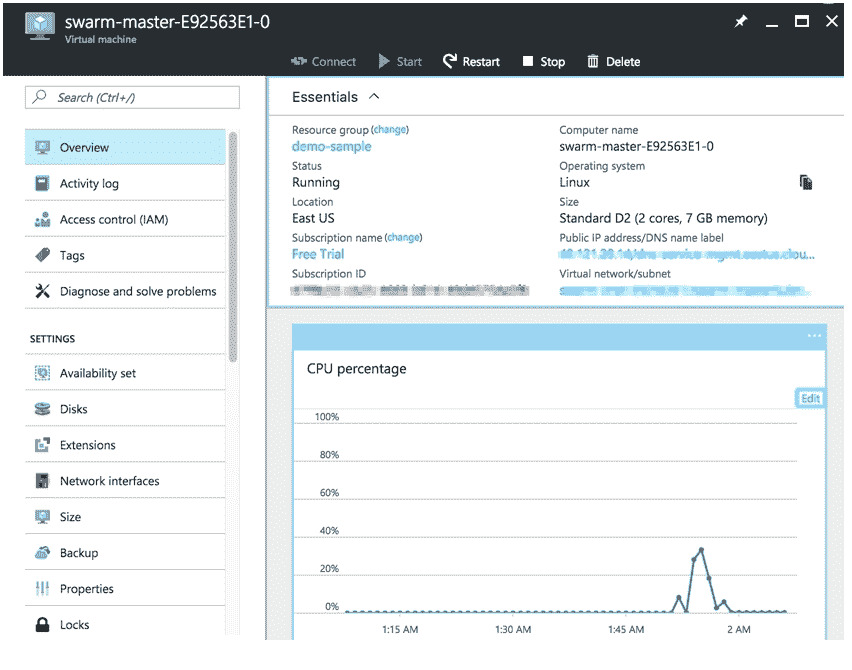 swarm-master-E92563E1-0
Virtual machine
Connect Start Restart Stop Delete
Search (Ctrl+/)
Overview
Activity log
Access control (IAM)
Tags
Diagnose and solve problems
SETTINGS
Availability set
Disks
Extensions
Network interfaces
Size
Backup
Properties
Locks
Essentials
Resource group (change)
demo-sample
Status
Running
Location
East US
Subscription name (change)
Free Trial
Subscription ID
Computer name
swarm-master-E92563E1-0
Operating system
Linux
Size
Standard D2 (2 cores, 7 GB memory)
Public IP address/DNS name label
Virtual network/subnet
CPU percentage
Edit
100%
80%
60%
40%
20%
0%
1:15 AM 1:30 AM 1:45 AM 2 AM